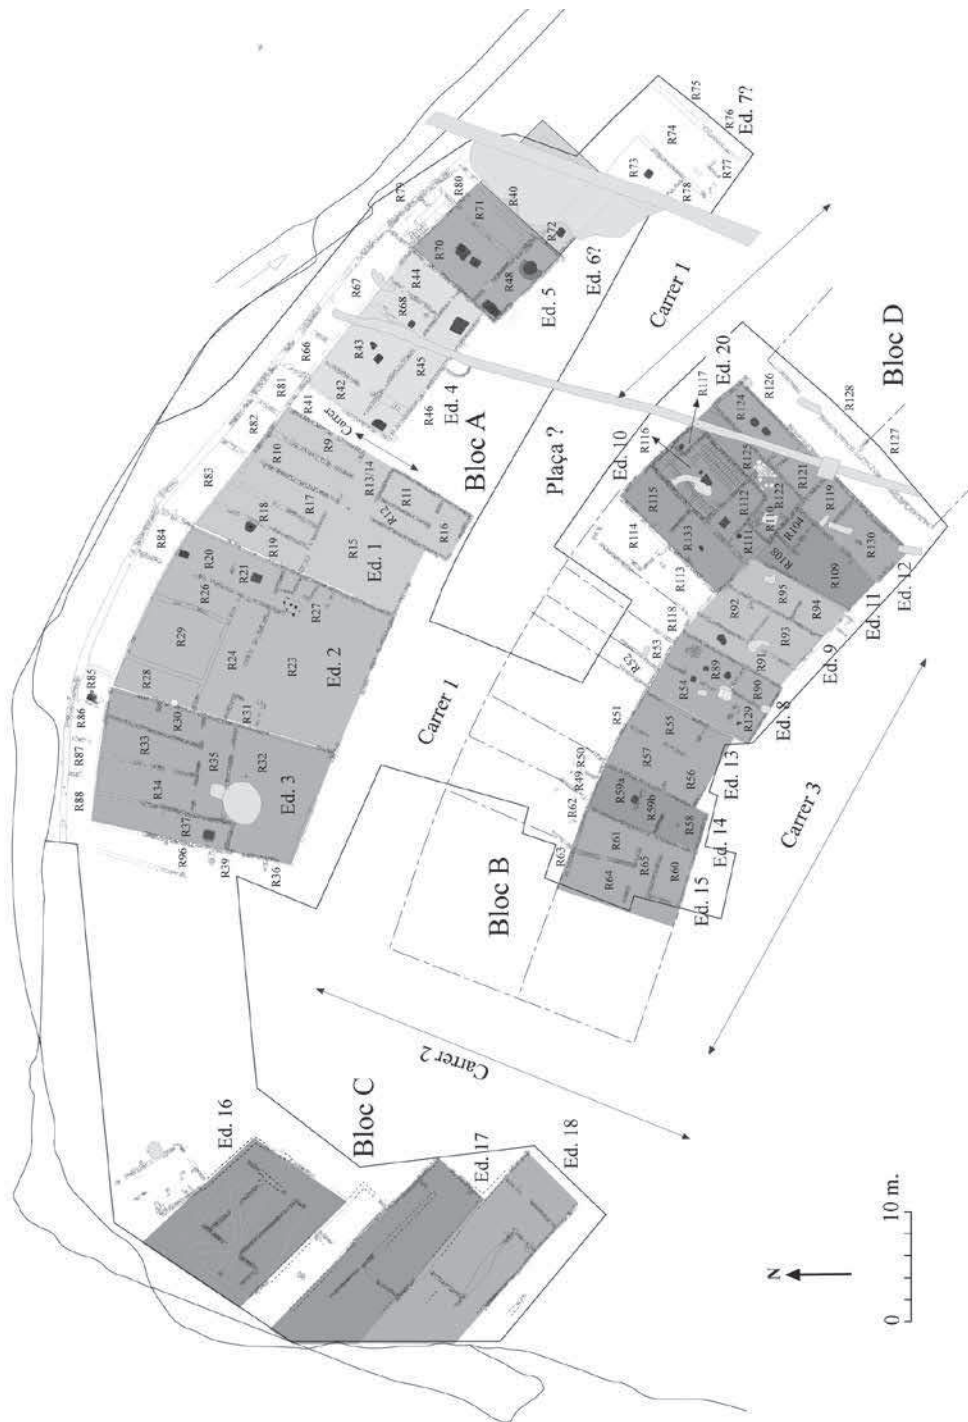 R75
R76
Ed. 7?
R74
R77
R73
R78
R79
R80
R40
R71
R72
R70
R48
Ed. 6?
Ed. 5
R67
R44
R68
R66
R43
R45
R81
R42
R46
Ed. 4
R41
Carrer
R82
R9
R10
R83
R13/14
R11
R12
R16
R17
R18
R19
R15
Ed. 1
Bloc A
Plaça ?
Carrer 1
R84
R20
R21
R26
R27
R29
R24
R23
R28
R31
Ed. 2
R85
R86
R30
R87
R33
R35
R32
R88
R34
Ed. 3
R37
R96
R39
R36
Carrer 1
R117
Ed. 20
R126
R128
R127
Bloc D
R124
R116
Ed. 10
R125
R121
R115
R112
R122
R119
R110
R104
R114
R133
R111
R108
R130
R109
Ed. 12
R113
R95
R118
R92
R94
Ed. 11
R93
R53
R52
R91
R89
Ed. 9
R54
R90
R129
R51
R55
Ed. 8
R57
R50
R56
R49
R59a
Ed. 13
R59b
R62
R58
R61
Ed. 14
R63
R65
R64
R60
Ed. 15
Bloc B
Carrer 3
Carrer 2
Ed. 16
Bloc C
Ed. 17
Ed. 18
N
0
10 m.